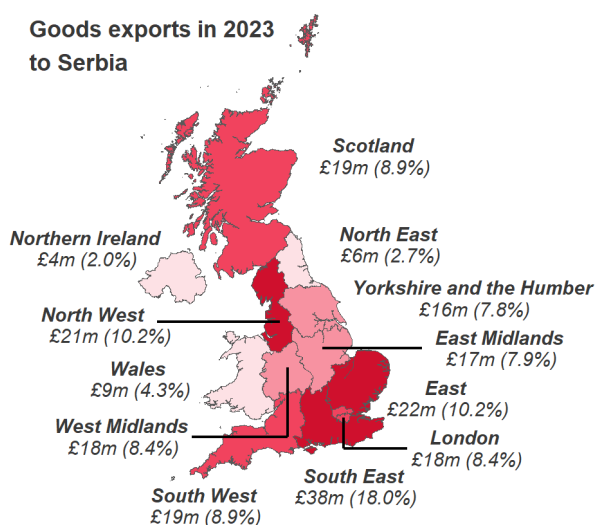 Goods exports in 2023
to Serbia
Scotland
£19m (8.9%)
Northern Ireland
£4m (2.0%)
North East
£6m (2.7%)
Yorkshire and the Humber
£16m (7.8%)
North West
£21m (10.2%)
East Midlands
£17m (7.9%)
Wales
£9m (4.3%)
East
£22m (10.2%)
West Midlands
£18m (8.4%)
London
£18m (8.4%)
South East
£38m (18.0%)
South West
£19m (8.9%)